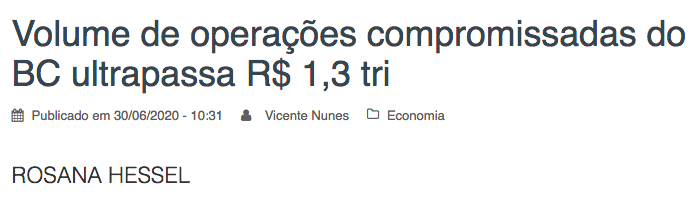 Volume de operações compromissadas do
BC ultrapassa R$ 1,3 tri
Publicado em 30/06/2020 - 10:31 Vicente Nunes Economia
ROSANA HESSEL